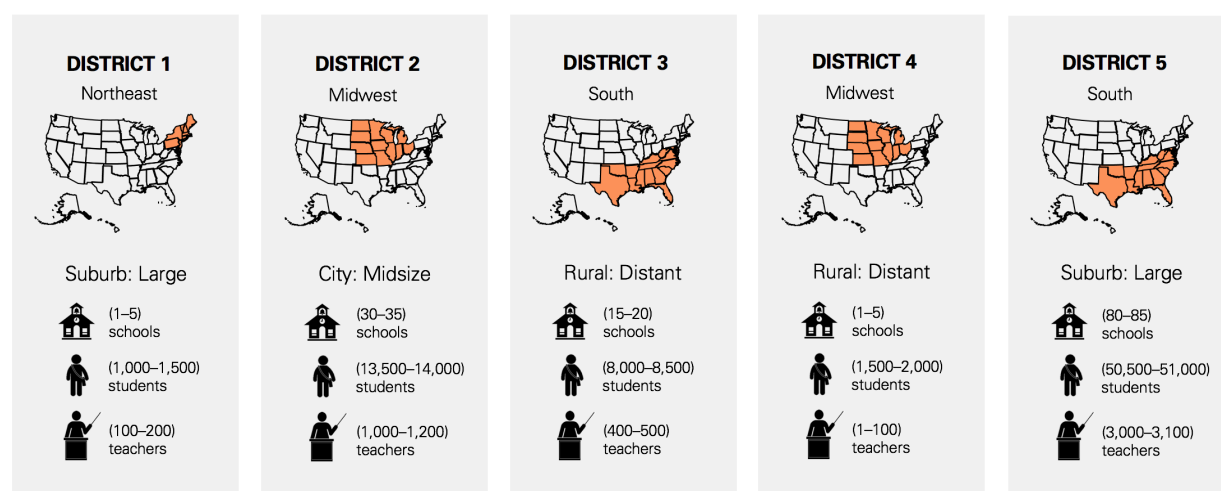 DISTRICT 1
Northeast
Suburb: Large
(1–5)
schools
(1,000–1,500)
students
(100–200)
teachers
DISTRICT 2
Midwest
City: Midsize
(30–35)
schools
(13,500–14,000)
students
(1,000–1,200)
teachers
DISTRICT 3
South
Rural: Distant
(15–20)
schools
(8,000–8,500)
students
(400–500)
teachers
DISTRICT 4
Midwest
Rural: Distant
(1–5)
schools
(1,500–2,000)
students
(1–100)
teachers
DISTRICT 5
South
Suburb: Large
(80–85)
schools
(50,500–51,000)
students
(3,000–3,100)
teachers